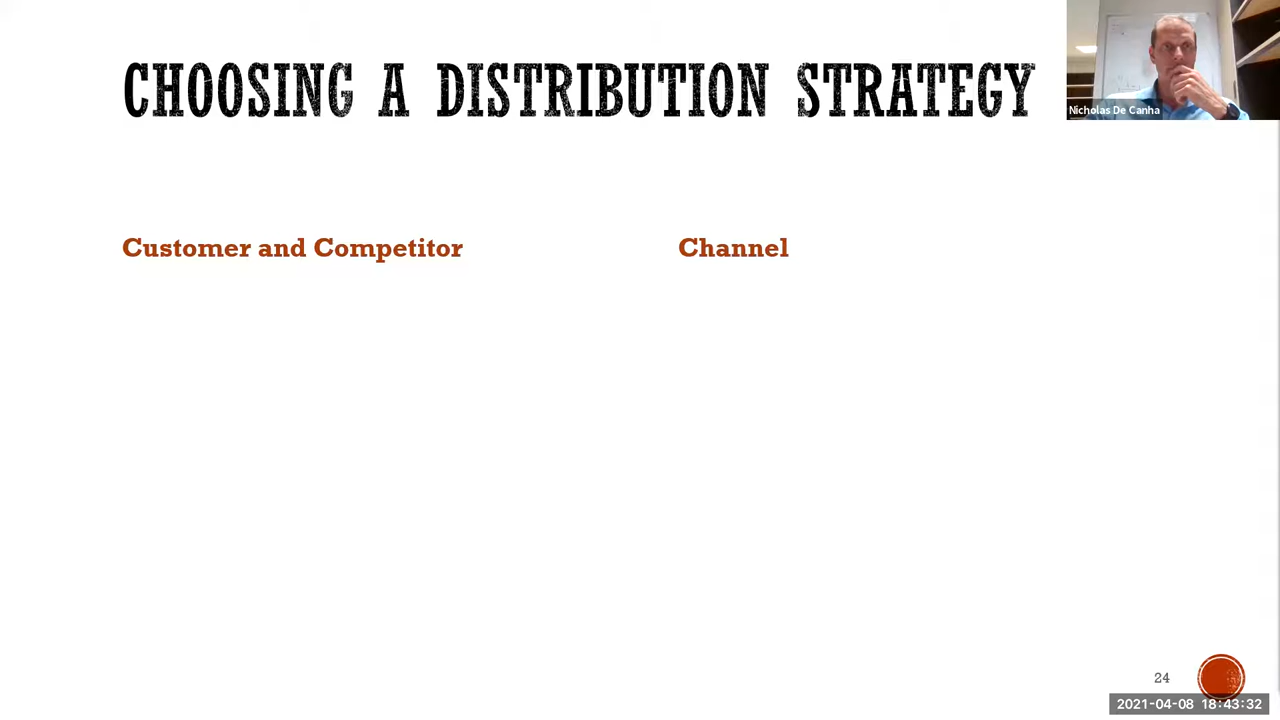 CHOOSING A DISTRIBUTION STRATEGY
Nicholas De Canha
Customer and Competitor
Channel
24
2021-04-08 18:43:32